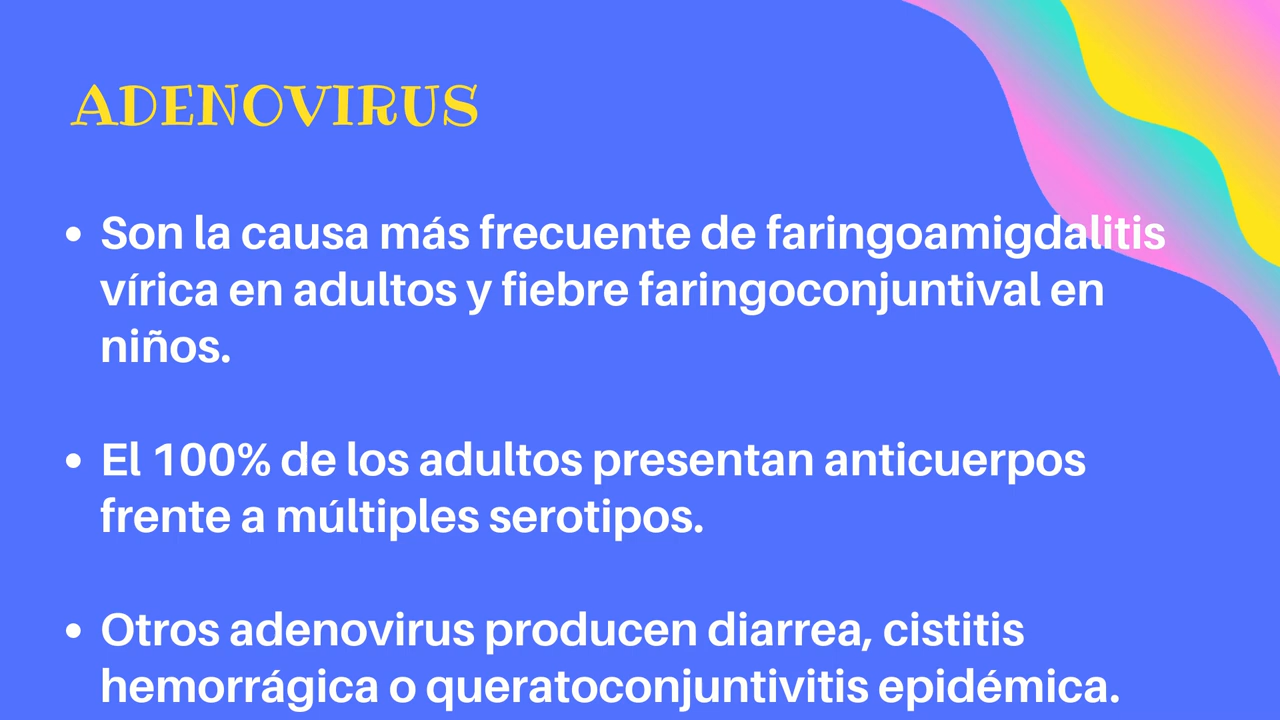 ADENOVIRUS
• Son la causa más frecuente de faringoamigdalitis
vírica en adultos y fiebre faringoconjuntival en
niños.
• El 100% de los adultos presentan anticuerpos
frente a múltiples serotipos.
• Otros adenovirus producen diarrea, cistitis
hemorrágica o queratoconjuntivitis epidémica.